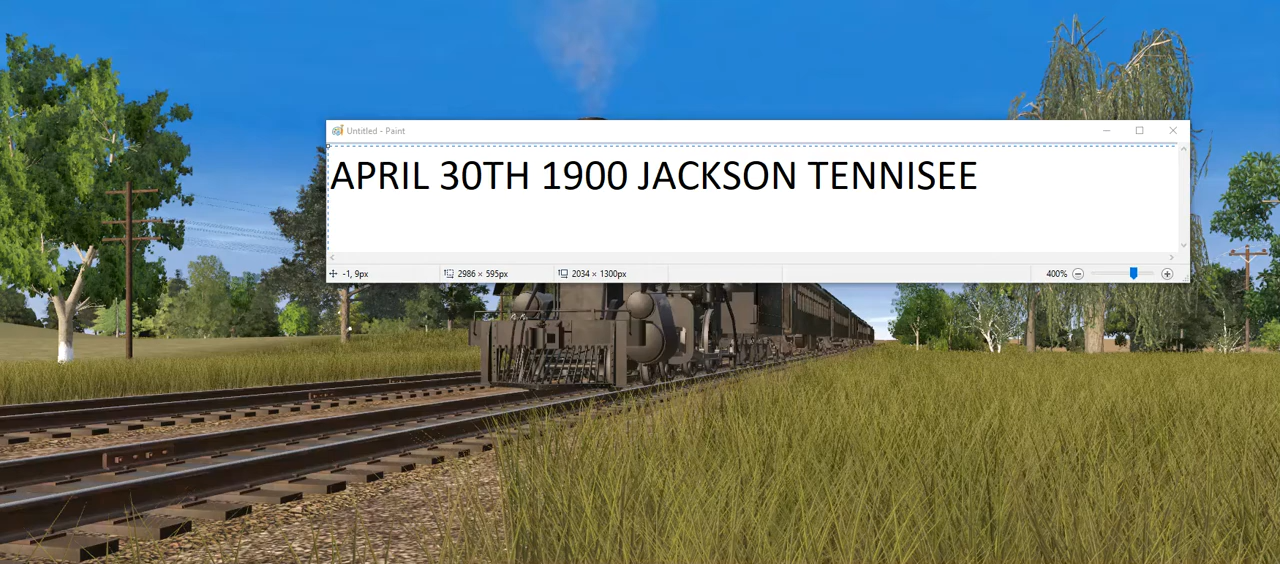 Untitled - Paint
APRIL 30TH 1900 JACKSON TENNISEE
-1, 9px
2986 × 595px
2034 × 1300px
400%